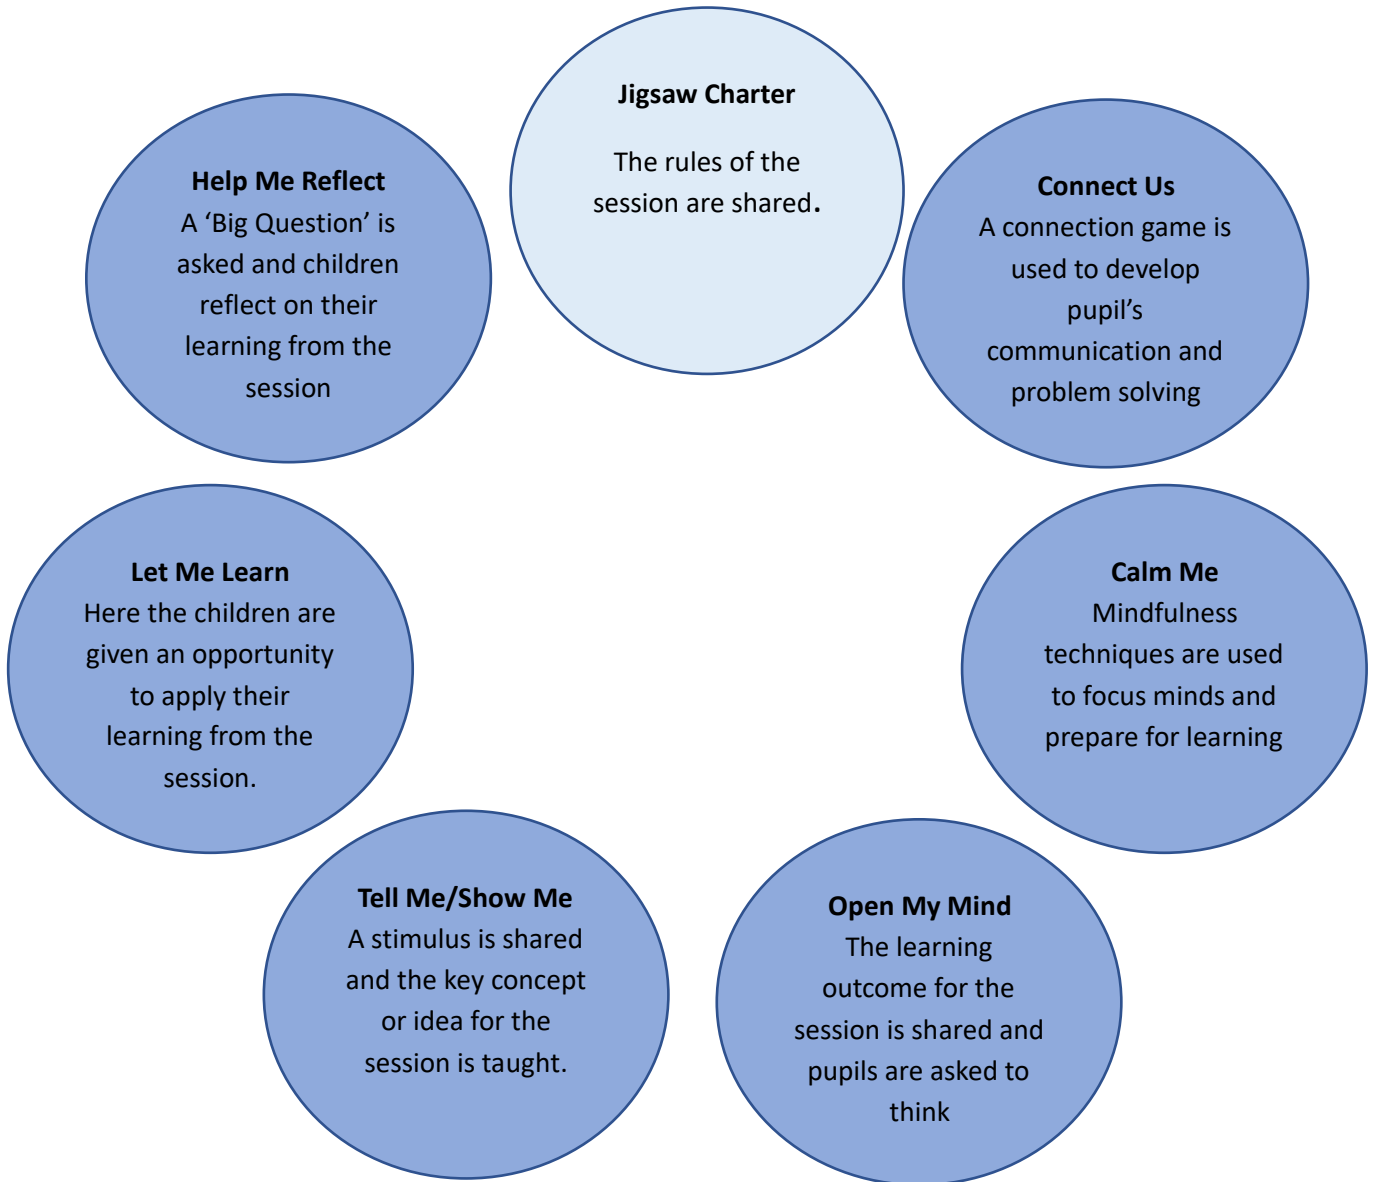 Jigsaw Charter
The rules of the
session are shared.
Connect Us
A connection game is
used to develop
pupil’s
communication and
problem solving
Calm Me
Mindfulness
techniques are used
to focus minds and
prepare for learning
Open My Mind
The learning
outcome for the
session is shared and
pupils are asked to
think
Tell Me/Show Me
A stimulus is shared
and the key concept
or idea for the
session is taught.
Let Me Learn
Here the children are
given an opportunity
to apply their
learning from the
session.
Help Me Reflect
A ‘Big Question’ is
asked and children
reflect on their
learning from the
session